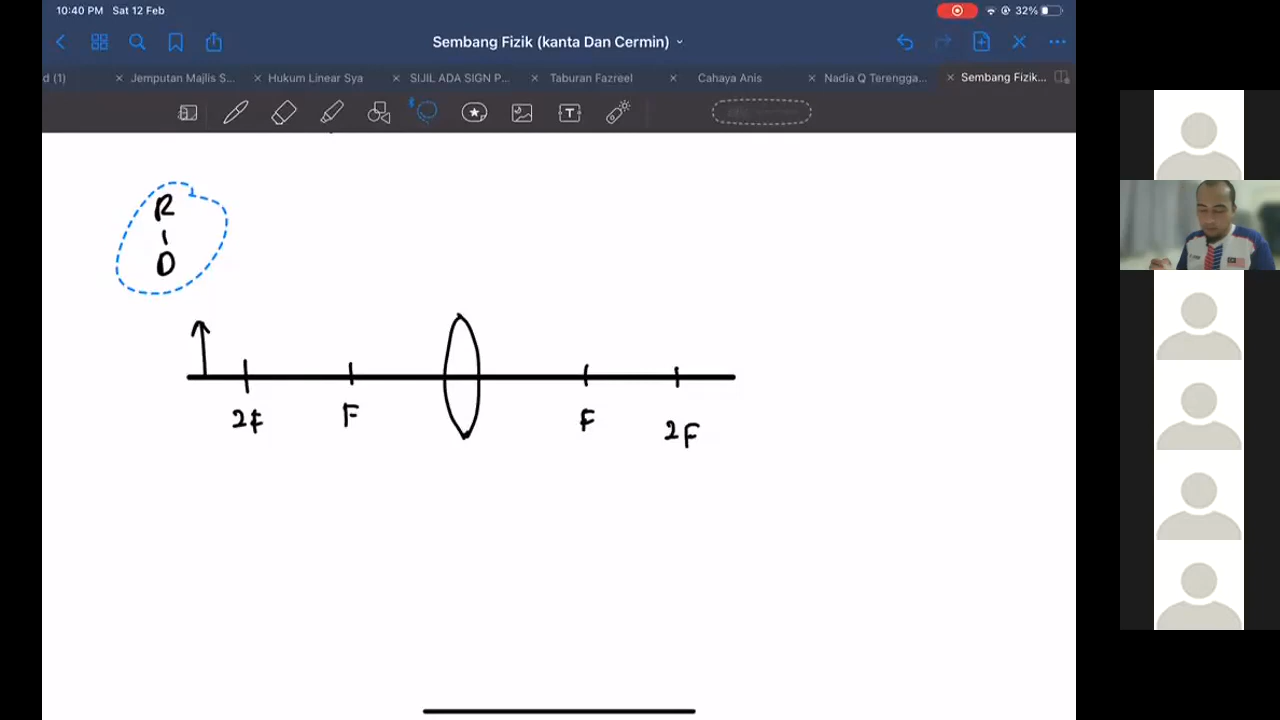 10:40 PM Sat 12 Feb
32%
Sembang Fizik (kanta Dan Cermin)
d (1)
Jemputan Majlis S...
Hukum Linear Sya
SIJIL ADA SIGN P...
Taburan Fazreel
Cahaya Anis
Nadia Q Terengga...
Sembang Fizik...
T
R
I
O
2F
F
F
2F